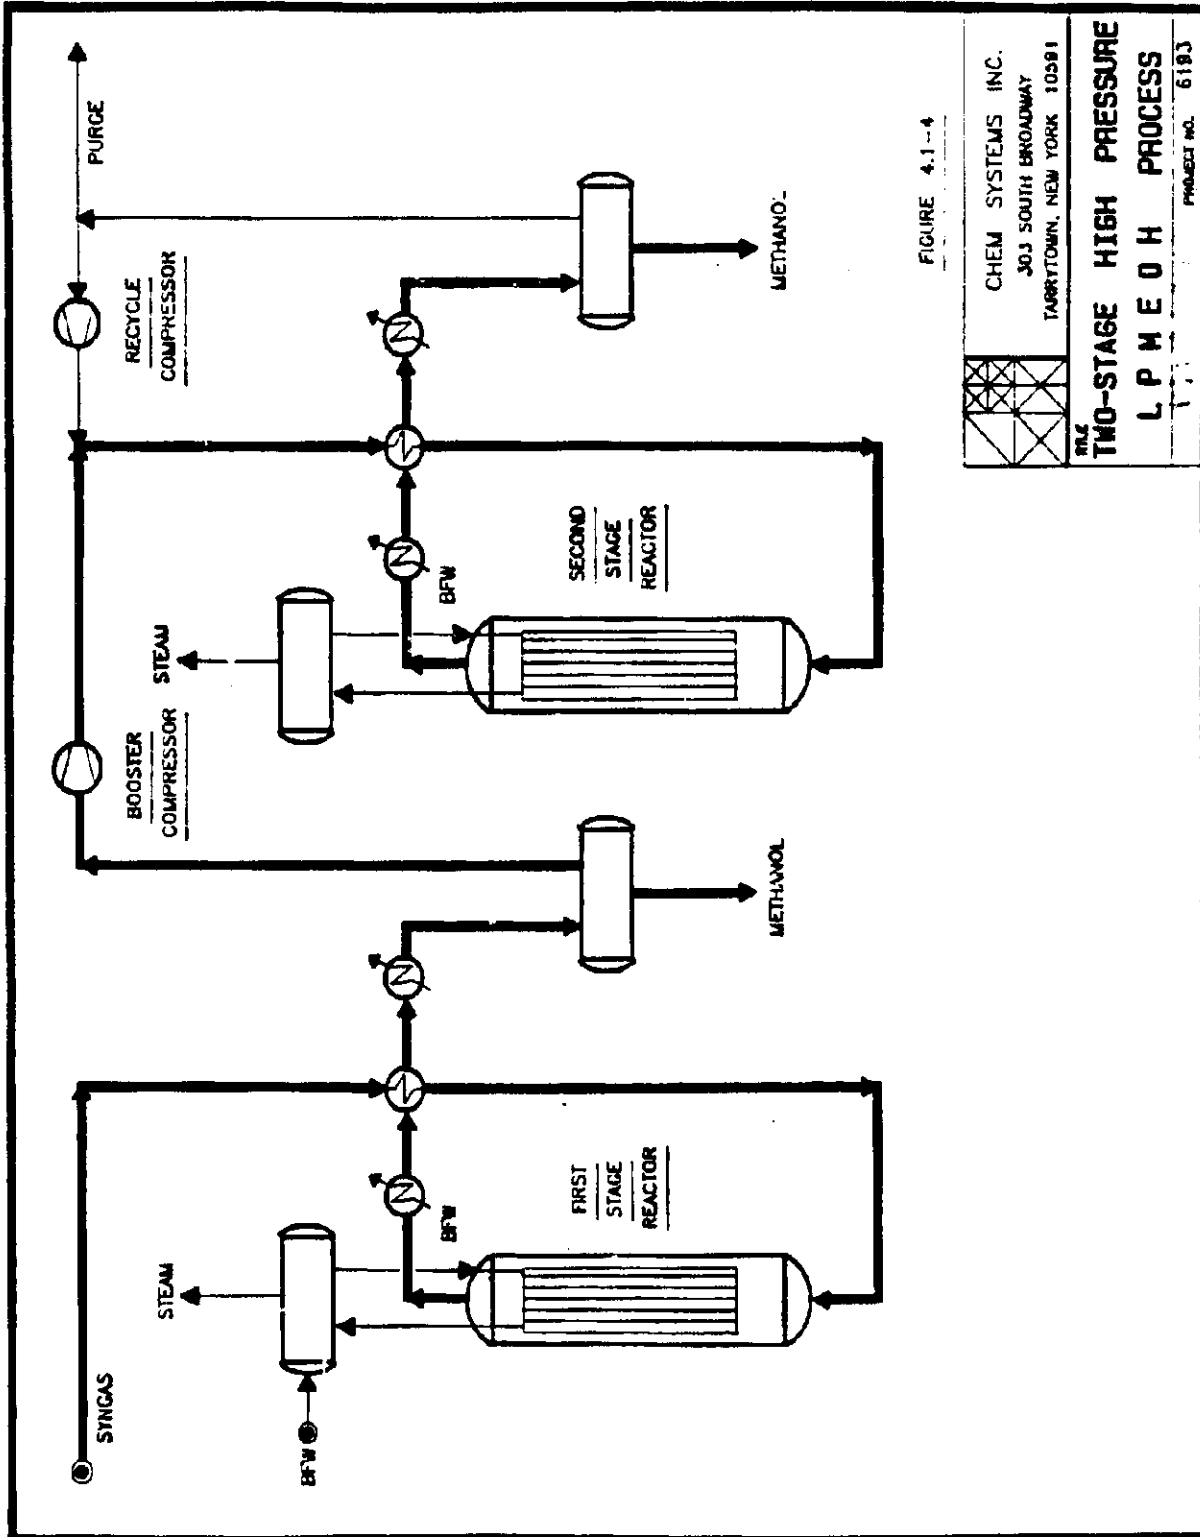 SYNGAS
BFW
STEAM
BFW
FIRST
STAGE
REACTOR
METHANOL
BOOSTER
COMPRESSOR
STEAM
BFW
SECOND
STAGE
REACTOR
RECYCLE
COMPRESSOR
PURGE
METHANOL
FIGURE 4.1-4
CHEM SYSTEMS INC.
303 SOUTH BROADWAY
TARRYTOWN, NEW YORK 10591
TITLE
TWO-STAGE HIGH PRESSURE
L P M E O H PROCESS
PROJECT NO. 6193